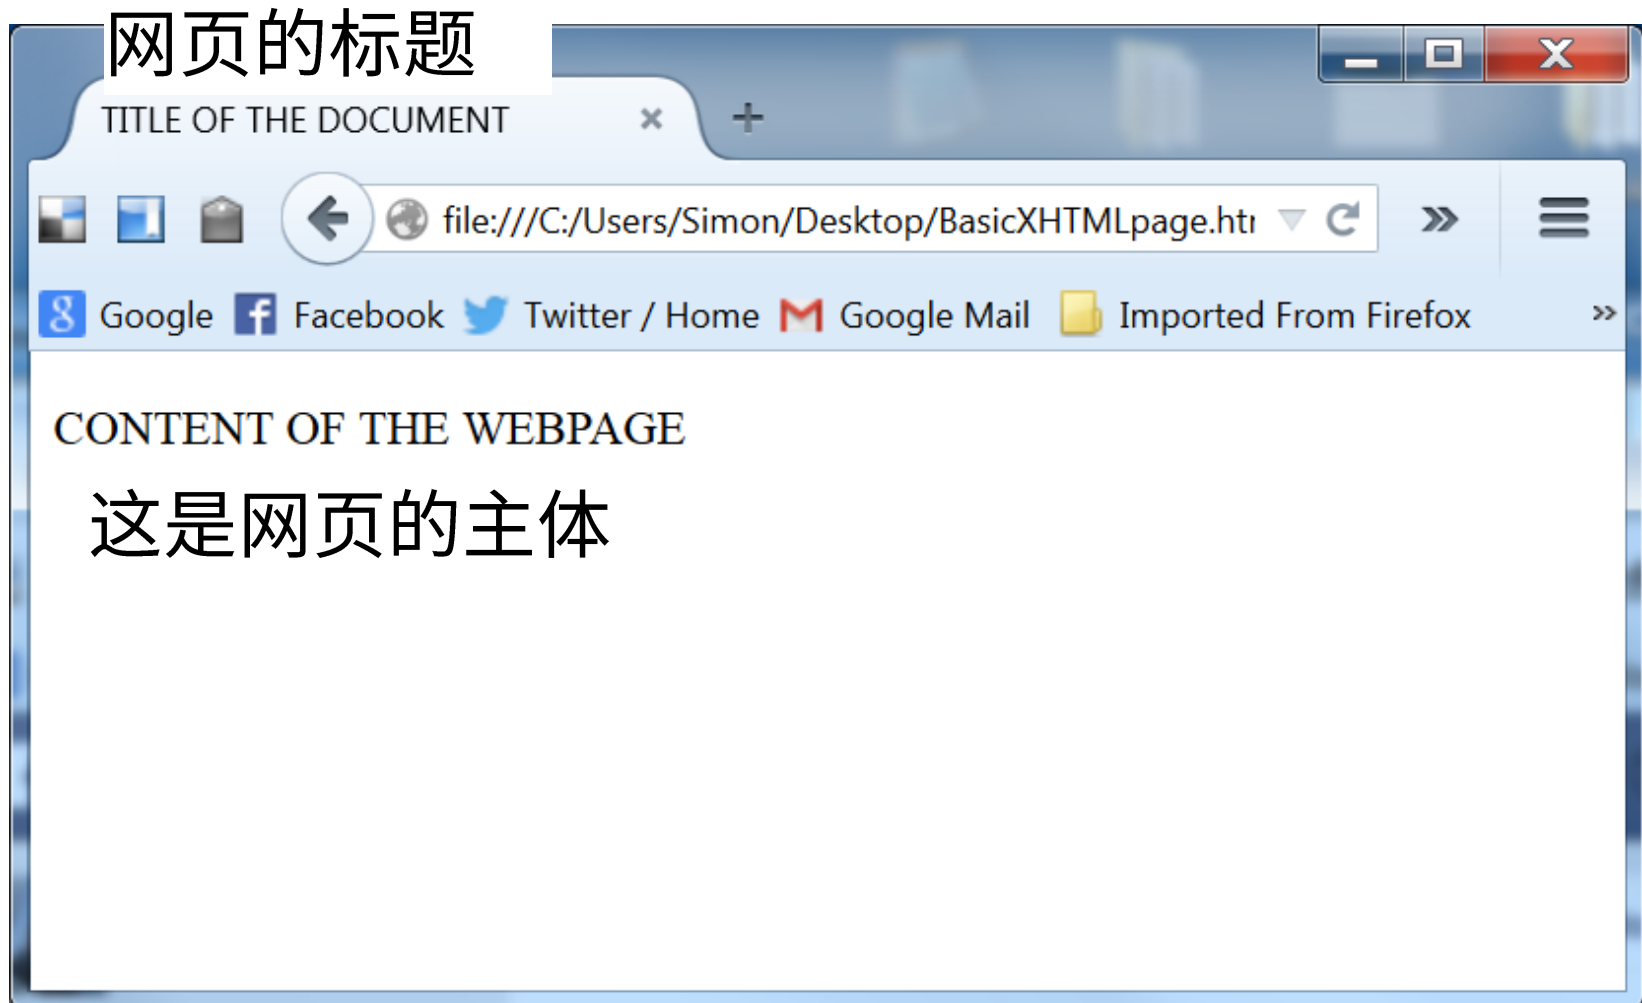 网页的标题
TITLE OF THE DOCUMENT
file:///C:/Users/Simon/Desktop/BasicXHTMLpage.htm
Google Facebook Twitter / Home Google Mail Imported From Firefox
CONTENT OF THE WEBPAGE
这是网页的主体